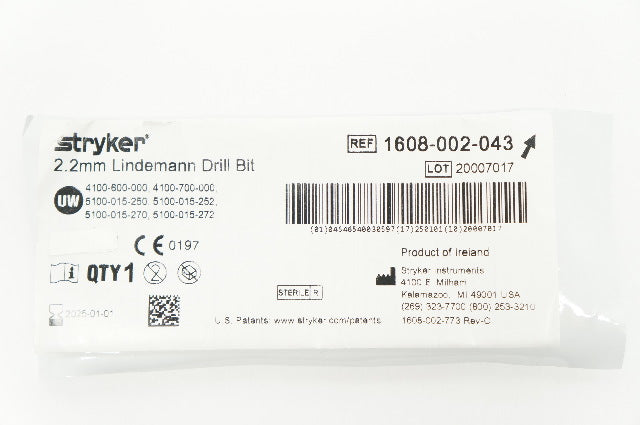 stryker®
2.2mm Lindemann Drill Bit
REF 1608-002-043
LOT 20007017
UW 4100-600-000, 4100-700-000,
5100-015-250, 5100-015-252,
5100-015-270, 5100-015-272
(17)250101(10)20007017
CE 0197
Product of Ireland
QTY 1 2
STERILE R
Stryker Instruments
4100 E. Milham
Kalamazoo, MI 49001 USA
(269) 323-7700 (800) 253-3210
2025-01-01
U.S. Patents: www.stryker.com/patents
1608-002-773 Rev-C